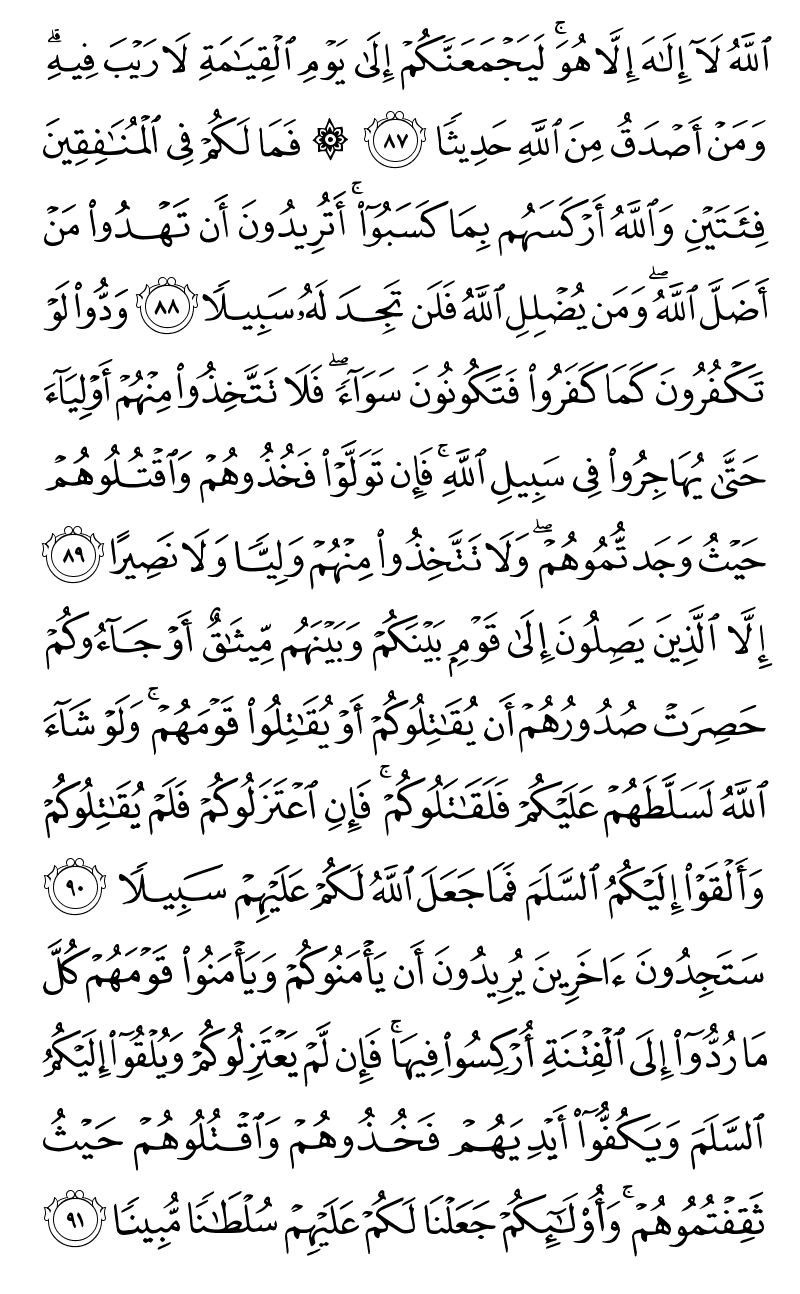 ٱللَّهُ لَآ إِلَٰهَ إِلَّا هُوَۚ لَيَجۡمَعَنَّكُمۡ إِلَىٰ يَوۡمِ ٱلۡقِيَٰمَةِ لَا رَيۡبَ فِيهِۗ
وَمَنۡ أَصۡدَقُ مِنَ ٱللَّهِ حَدِيثٗا ٨٧ ۞ فَمَا لَكُمۡ فِي ٱلۡمُنَٰفِقِينَ
فِئَتَيۡنِ وَٱللَّهُ أَرۡكَسَهُم بِمَا كَسَبُوٓاْۚ أَتُرِيدُونَ أَن تَهۡدُواْ مَنۡ
أَضَلَّ ٱللَّهُۖ وَمَن يُضۡلِلِ ٱللَّهُ فَلَن تَجِدَ لَهُۥ سَبِيلٗا ٨٨ وَدُّواْ لَوۡ
تَكۡفُرُونَ كَمَا كَفَرُواْ فَتَكُونُونَ سَوَآءٗۖ فَلَا تَتَّخِذُواْ مِنۡهُمۡ أَوۡلِيَآءَ
حَتَّىٰ يُهَاجِرُواْ فِي سَبِيلِ ٱللَّهِۚ فَإِن تَوَلَّوۡاْ فَخُذُوهُمۡ وَٱقۡتُلُوهُمۡ
حَيۡثُ وَجَدتُّمُوهُمۡۖ وَلَا تَتَّخِذُواْ مِنۡهُمۡ وَلِيّٗا وَلَا نَصِيرًا ٨٩
إِلَّا ٱلَّذِينَ يَصِلُونَ إِلَىٰ قَوۡمِۭ بَيۡنَكُمۡ وَبَيۡنَهُم مِّيثَٰقٌ أَوۡ جَآءُوكُمۡ
حَصِرَتۡ صُدُورُهُمۡ أَن يُقَٰتِلُوكُمۡ أَوۡ يُقَٰتِلُواْ قَوۡمَهُمۡۚ وَلَوۡ شَآءَ
ٱللَّهُ لَسَلَّطَهُمۡ عَلَيۡكُمۡ فَلَقَٰتَلُوكُمۡۚ فَإِنِ ٱعۡتَزَلُوكُمۡ فَلَمۡ يُقَٰتِلُوكُمۡ
وَأَلۡقَوۡاْ إِلَيۡكُمُ ٱلسَّلَمَ فَمَا جَعَلَ ٱللَّهُ لَكُمۡ عَلَيۡهِمۡ سَبِيلٗا ٩٠
سَتَجِدُونَ ءَاخَرِينَ يُرِيدُونَ أَن يَأۡمَنُوكُمۡ وَيَأۡمَنُواْ قَوۡمَهُمۡ كُلَّ
مَا رُدُّوٓاْ إِلَى ٱلۡفِتۡنَةِ أُرۡكِسُواْ فِيهَاۚ فَإِن لَّمۡ يَعۡتَزِلُوكُمۡ وَيُلۡقُوٓاْ إِلَيۡكُمُ
ٱلسَّلَمَ وَيَكُفُّوٓاْ أَيۡدِيَهُمۡ فَخُذُوهُمۡ وَٱقۡتُلُوهُمۡ حَيۡثُ
ثَقِفۡتُمُوهُمۡۚ وَأُوْلَٰٓئِكُمۡ جَعَلۡنَا لَكُمۡ عَلَيۡهِمۡ سُلۡطَٰنٗا مُّبِينٗا ٩١